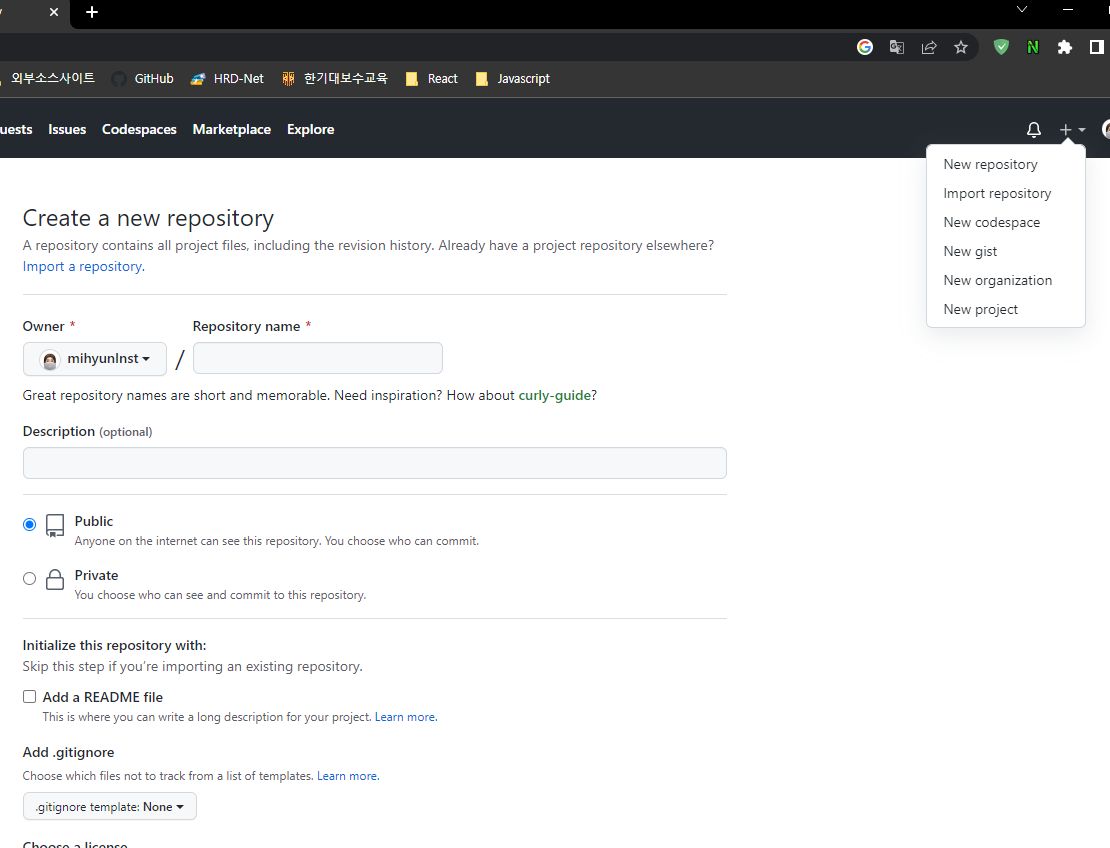 외부소스사이트 GitHub HRD-Net 한기대보수교육 React Javascript
uests Issues Codespaces Marketplace Explore
New repository
Import repository
New codespace
New gist
New organization
New project
Create a new repository
A repository contains all project files, including the revision history. Already have a project repository elsewhere?
Import a repository.
Owner * Repository name *
mihyunInst /
Great repository names are short and memorable. Need inspiration? How about curly-guide?
Description (optional)
Public
Anyone on the internet can see this repository. You choose who can commit.
Private
You choose who can see and commit to this repository.
Initialize this repository with:
Skip this step if you're importing an existing repository.
Add a README file
This is where you can write a long description for your project. Learn more.
Add .gitignore
Choose which files not to track from a list of templates. Learn more.
.gitignore template: None
Choose a license